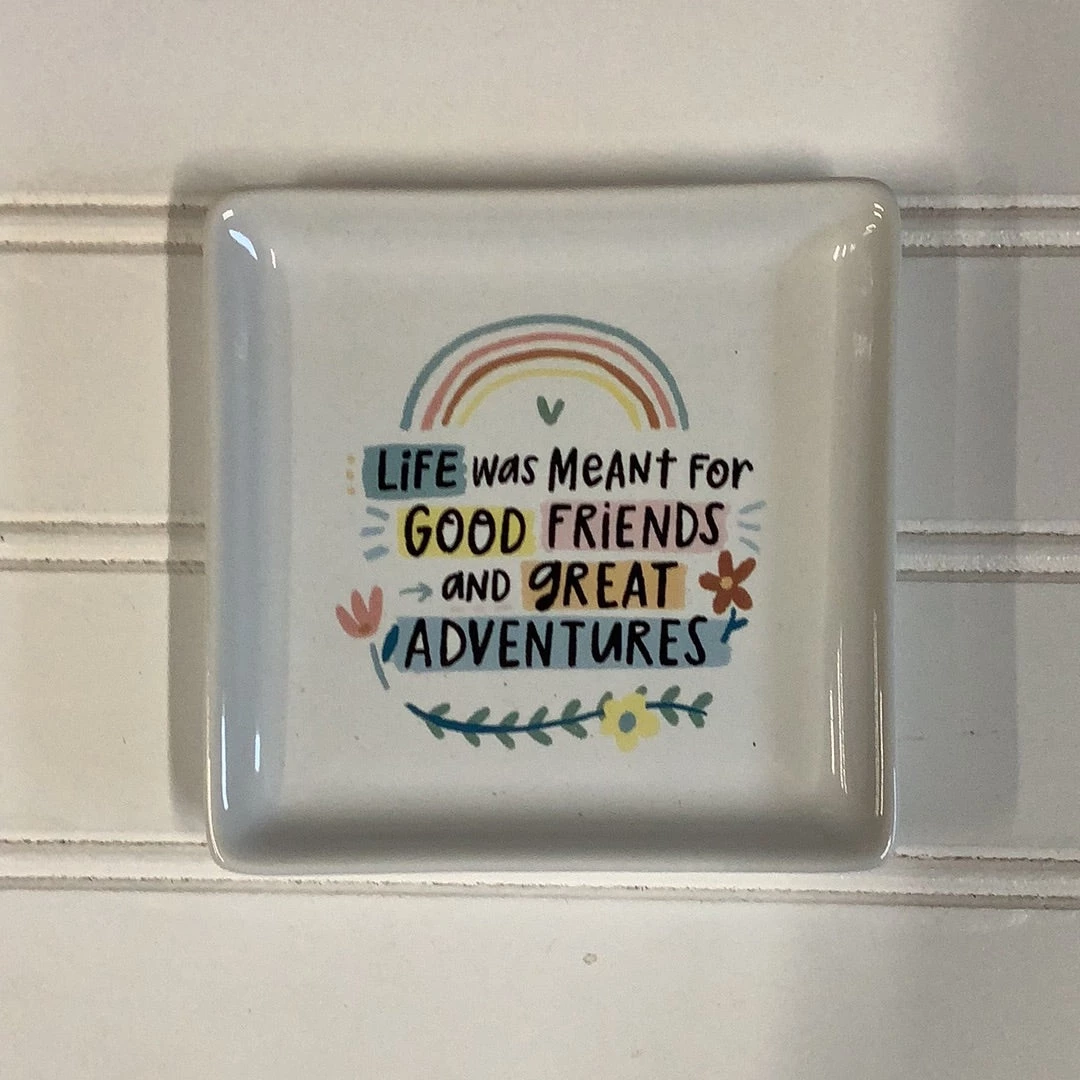 LiFE was MeANt For
GOOD FRiENDS
and gREAT
ADVENTURES